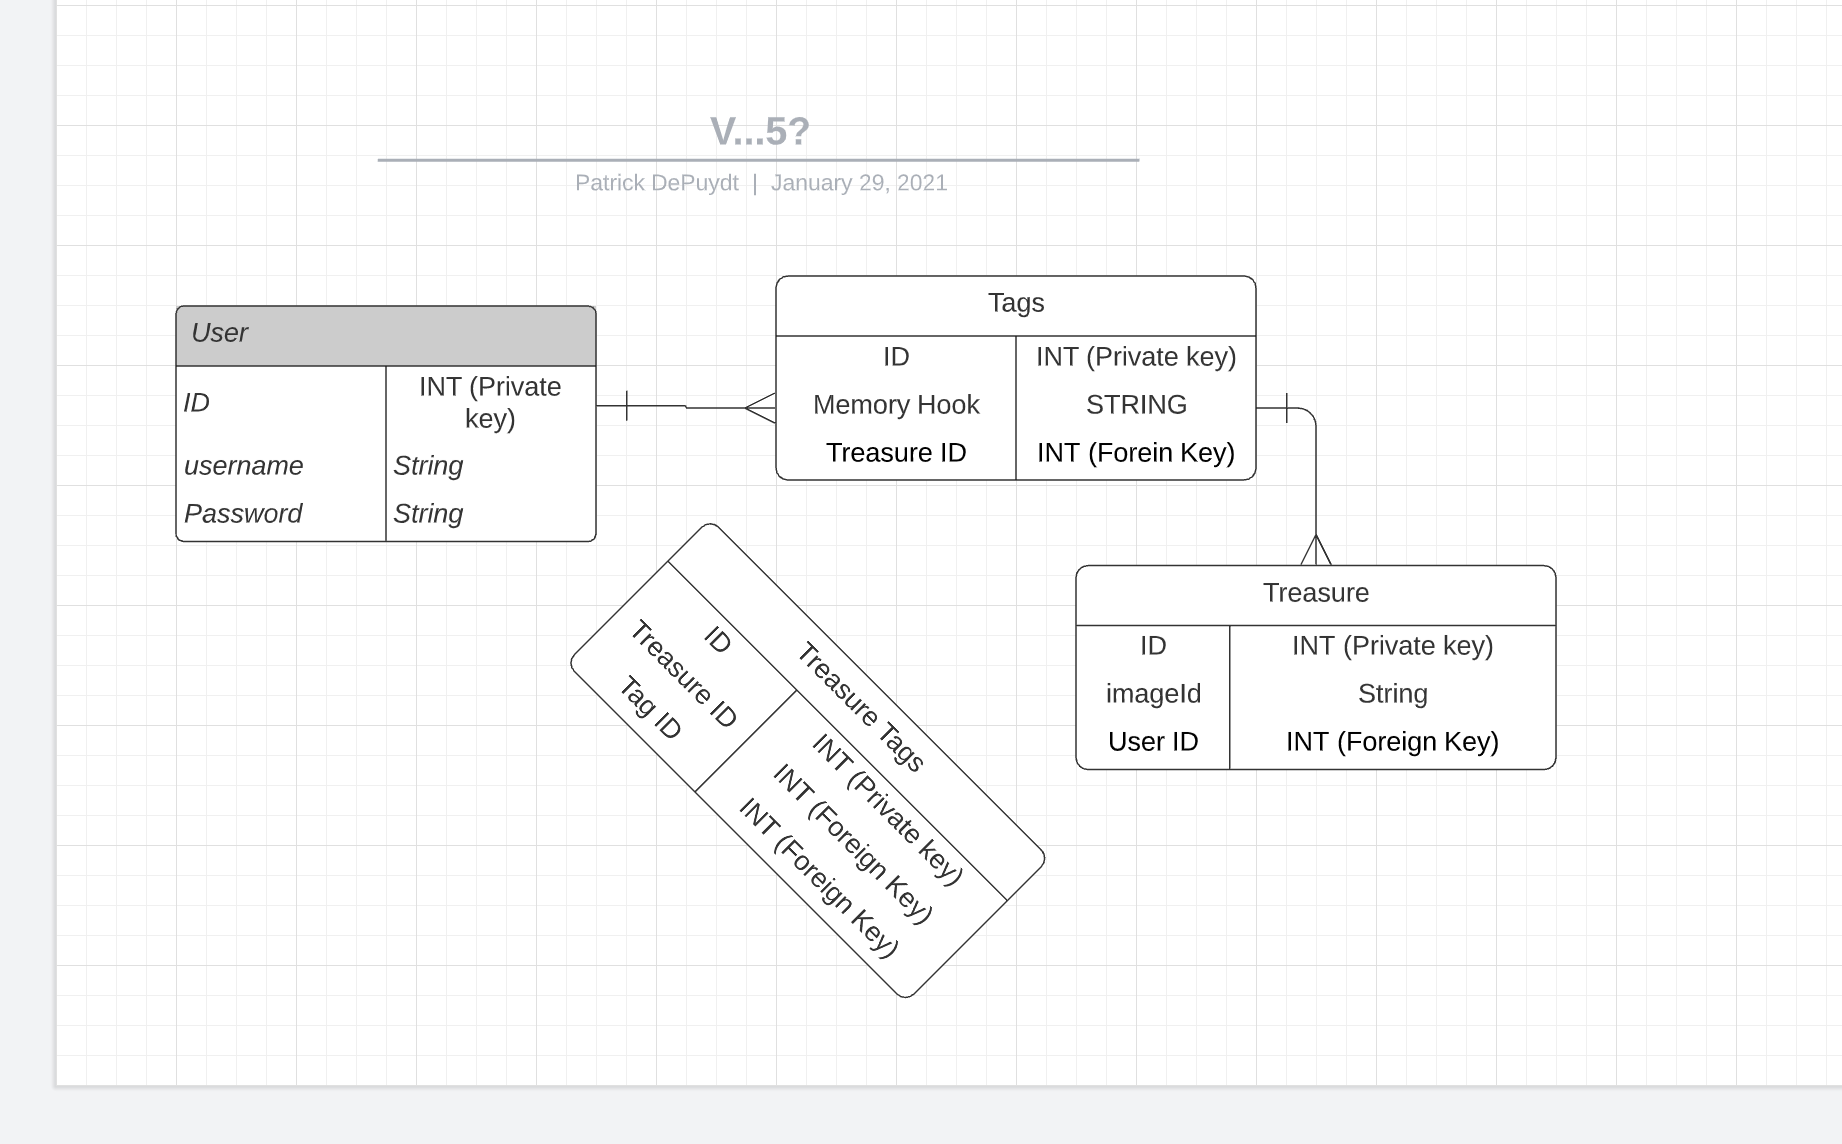 V...5?
Patrick DePuydt | January 29, 2021
User
ID INT (Private
key)
username String
Password String
Tags
ID INT (Private key)
Memory Hook STRING
Treasure ID INT (Forein Key)
Treasure Tags
ID INT (Private key)
Treasure ID INT (Foreign Key)
Tag ID INT (Foreign Key)
Treasure
ID INT (Private key)
imageId String
User ID INT (Foreign Key)